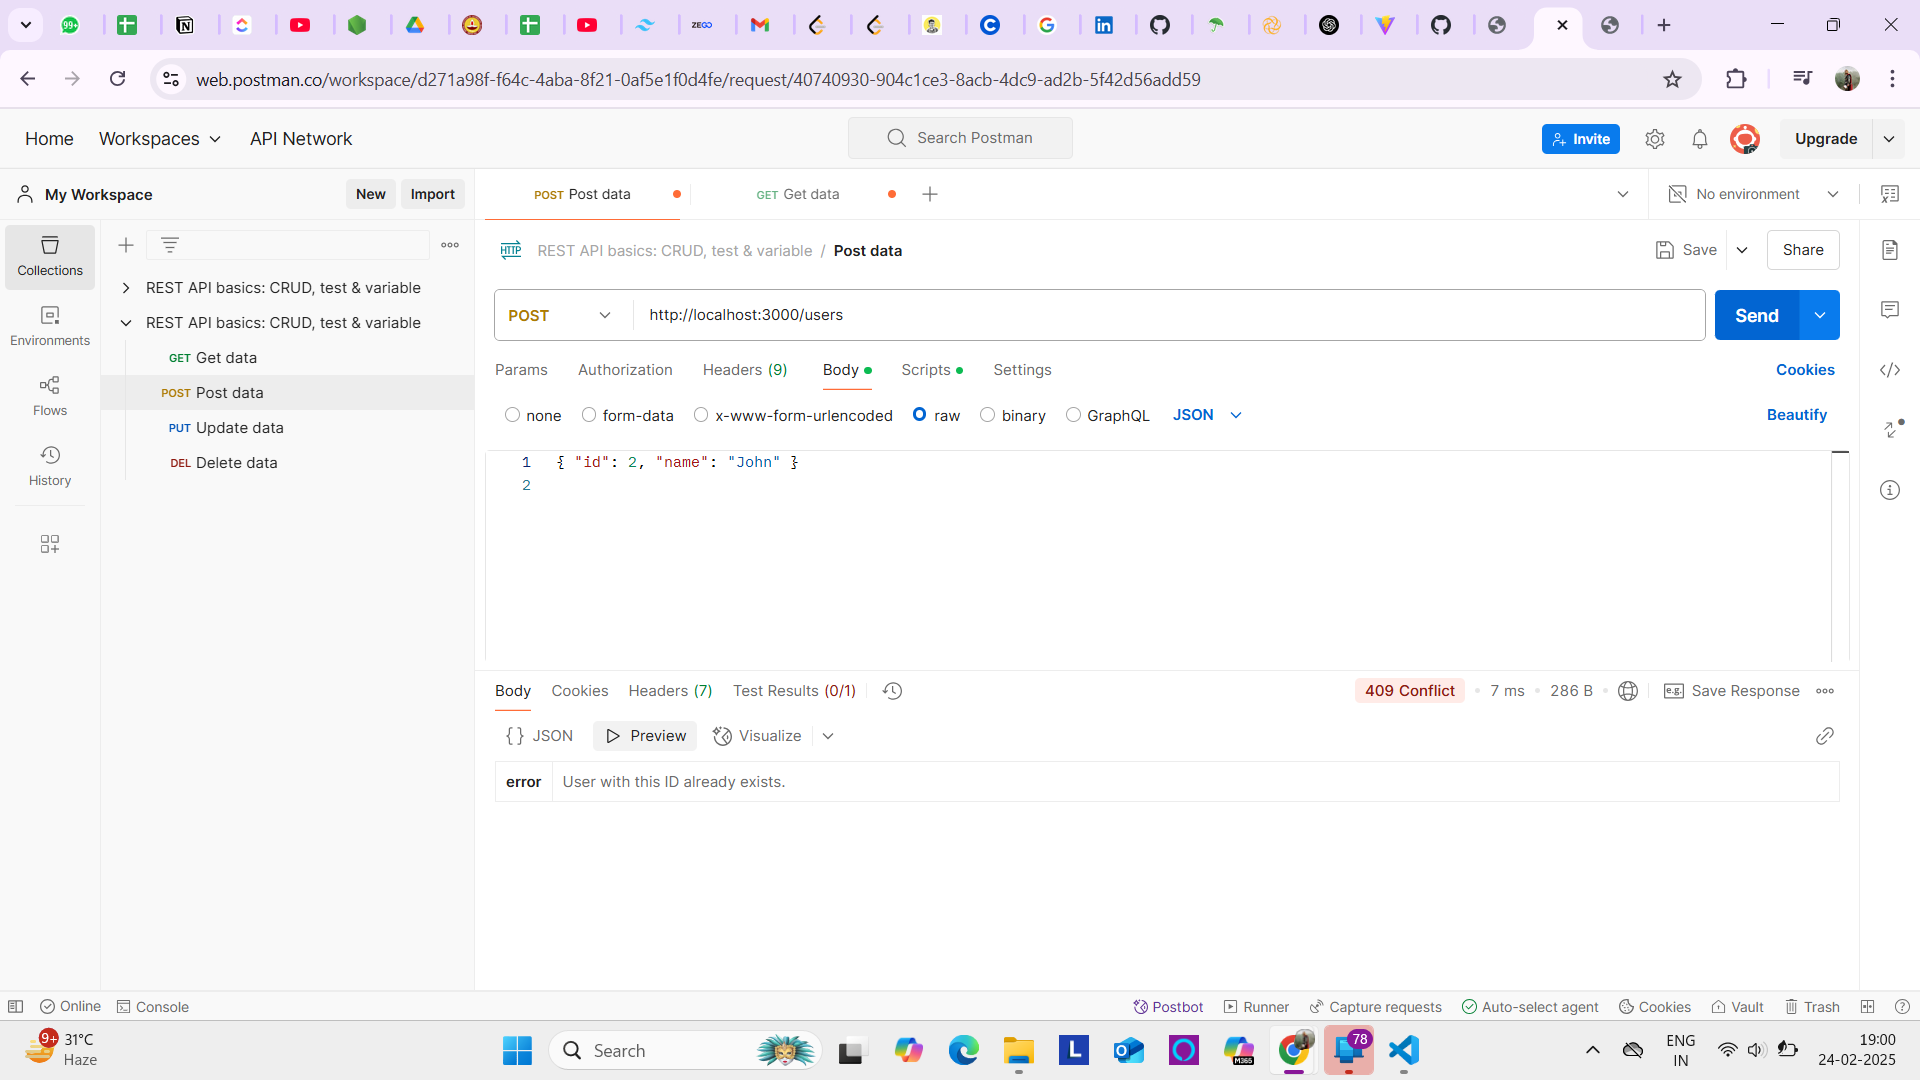 99+
ZEGO
web.postman.co/workspace/d271a98f-f64c-4aba-8f21-0af5e1f0d4fe/request/40740930-904c1ce3-8acb-4dc9-ad2b-5f42d56add59
Home Workspaces API Network Search Postman Invite Upgrade
My Workspace New Import POST Post data GET Get data No environment
Collections
Environments
Flows
History
REST API basics: CRUD, test & variable
REST API basics: CRUD, test & variable
GET Get data
POST Post data
PUT Update data
DEL Delete data
HTTP REST API basics: CRUD, test & variable / Post data Save Share
POST http://localhost:3000/users Send
Params Authorization Headers (9) Body Scripts Settings Cookies
none form-data x-www-form-urlencoded raw binary GraphQL JSON Beautify
1 { "id": 2, "name": "John" }
2
Body Cookies Headers (7) Test Results (0/1) 409 Conflict 7 ms 286 B e.g. Save Response
{} JSON Preview Visualize
error User with this ID already exists.
Online Console Postbot Runner Capture requests Auto-select agent Cookies Vault Trash
9+ 31°C
Haze
Search
L
M365
78
ENG
IN
19:00
24-02-2025